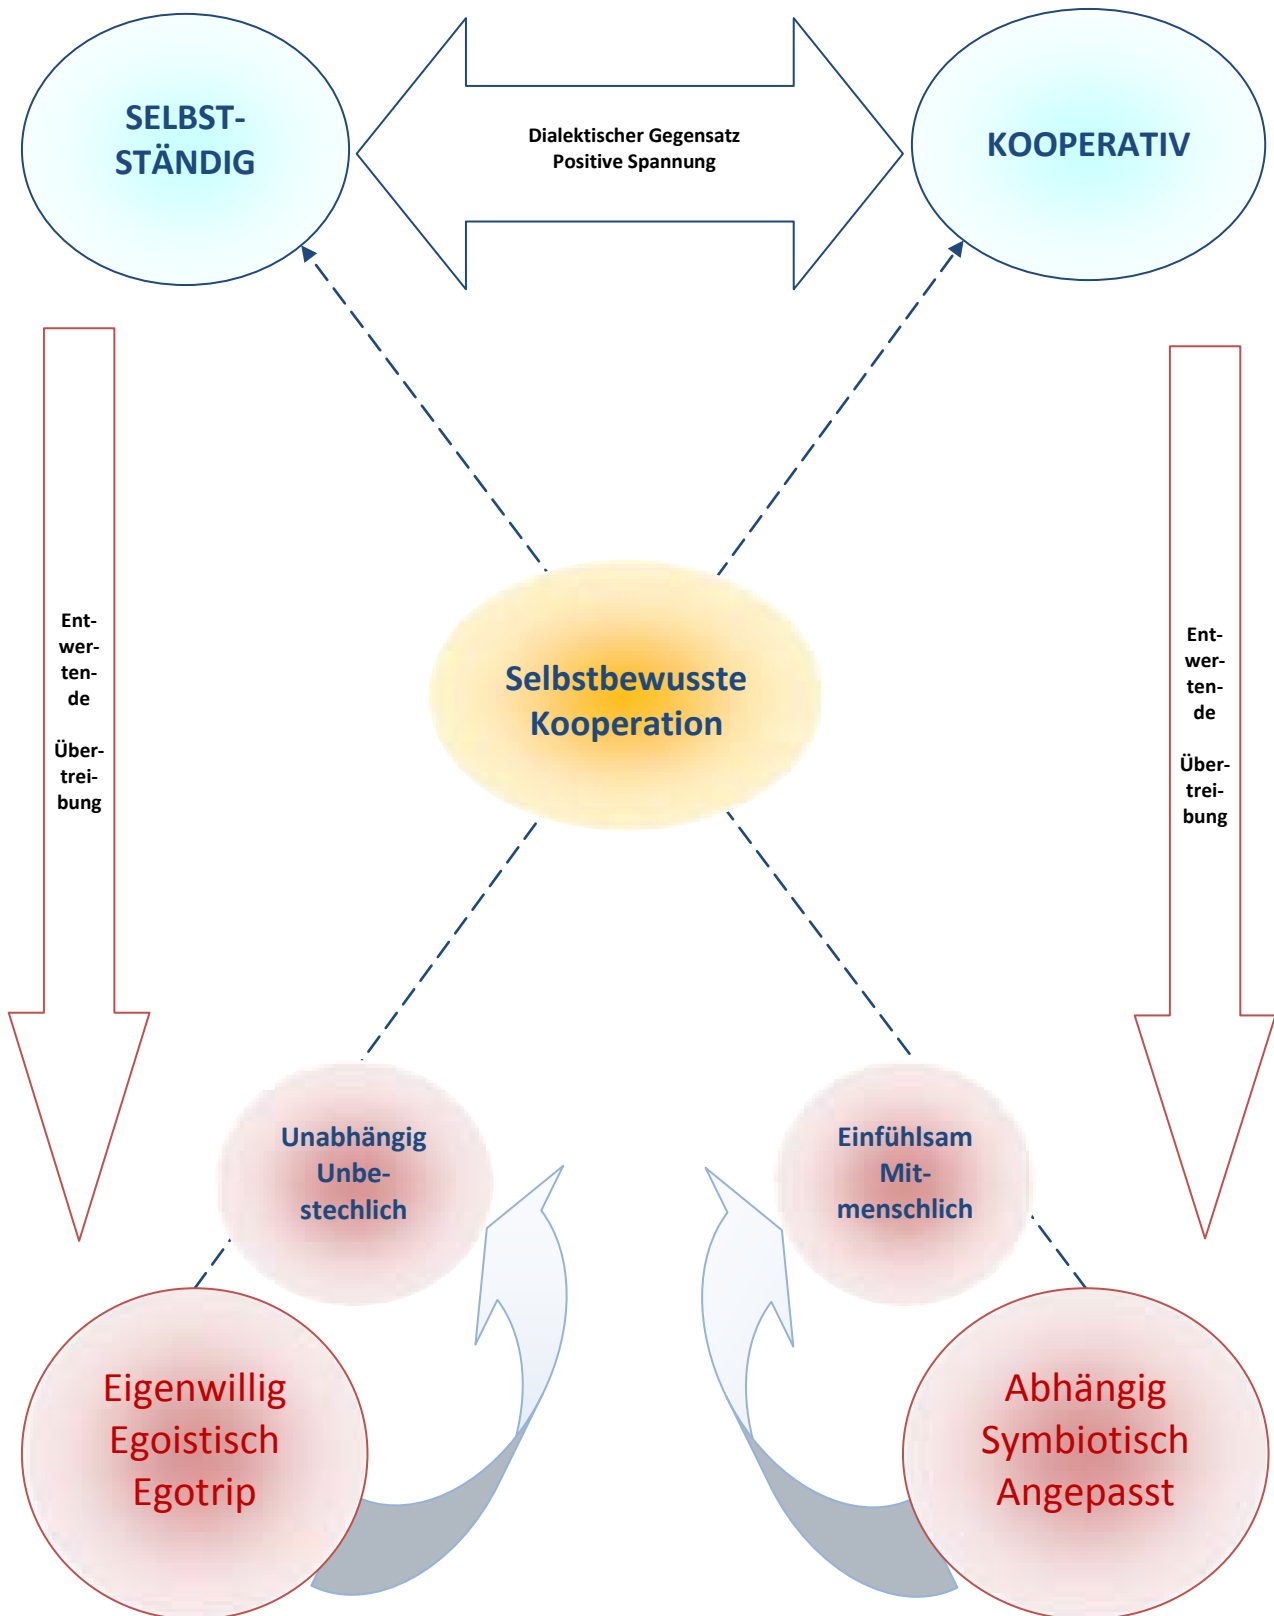 SELBST-
STÄNDIG
Dialektischer Gegensatz
Positive Spannung
KOOPERATIV
Ent-
wer-
ten-
de
Über-
trei-
bung
Selbstbewusste
Kooperation
Ent-
wer-
ten-
de
Über-
trei-
bung
Unabhängig
Unbe-
stechlich
Einfühlsam
Mit-
menschlich
Eigenwillig
Egoistisch
Egotrip
Abhängig
Symbiotisch
Angepasst